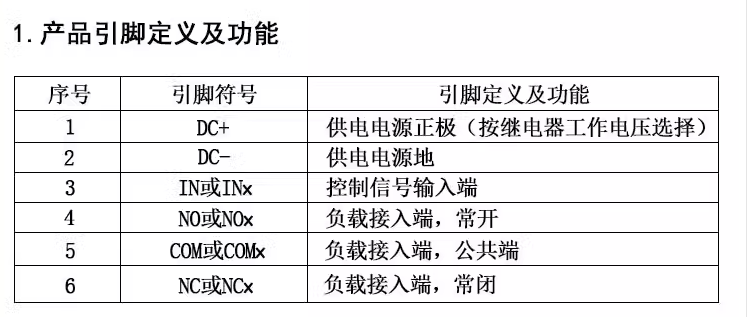 1.产品引脚定义及功能
序号 引脚符号 引脚定义及功能
1 DC+ 供电电源正极（按继电器工作电压选择）
2 DC- 供电电源地
3 IN或INx 控制信号输入端
4 NO或NOx 负载接入端，常开
5 COM或COMx 负载接入端，公共端
6 NC或NCx 负载接入端，常闭